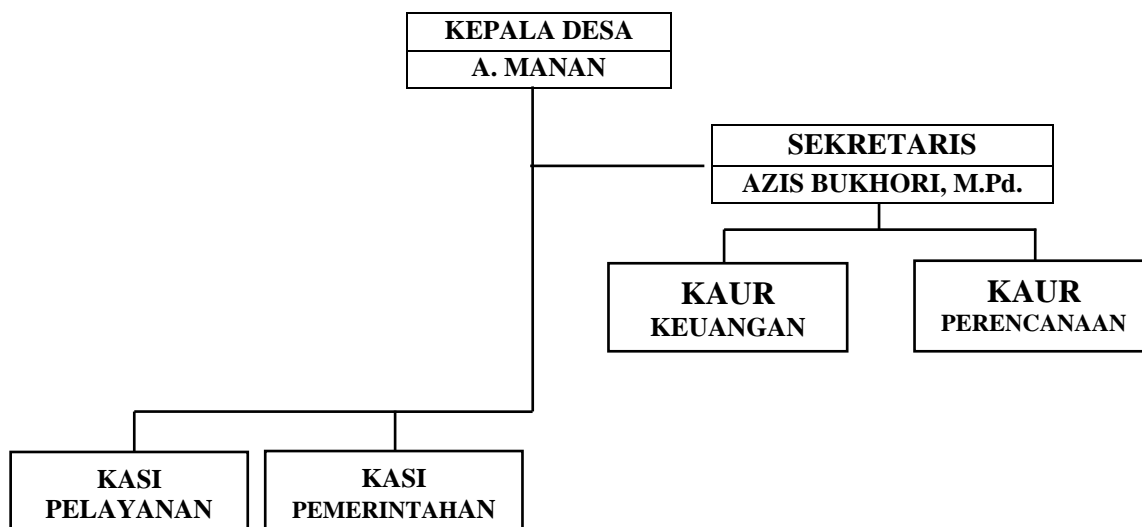 KEPALA DESA
A. MANAN
SEKRETARIS
AZIS BUKHORI, M.Pd.
KAUR
KEUANGAN
KAUR
PERENCANAAN
KASI
PELAYANAN
KASI
PEMERINTAHAN